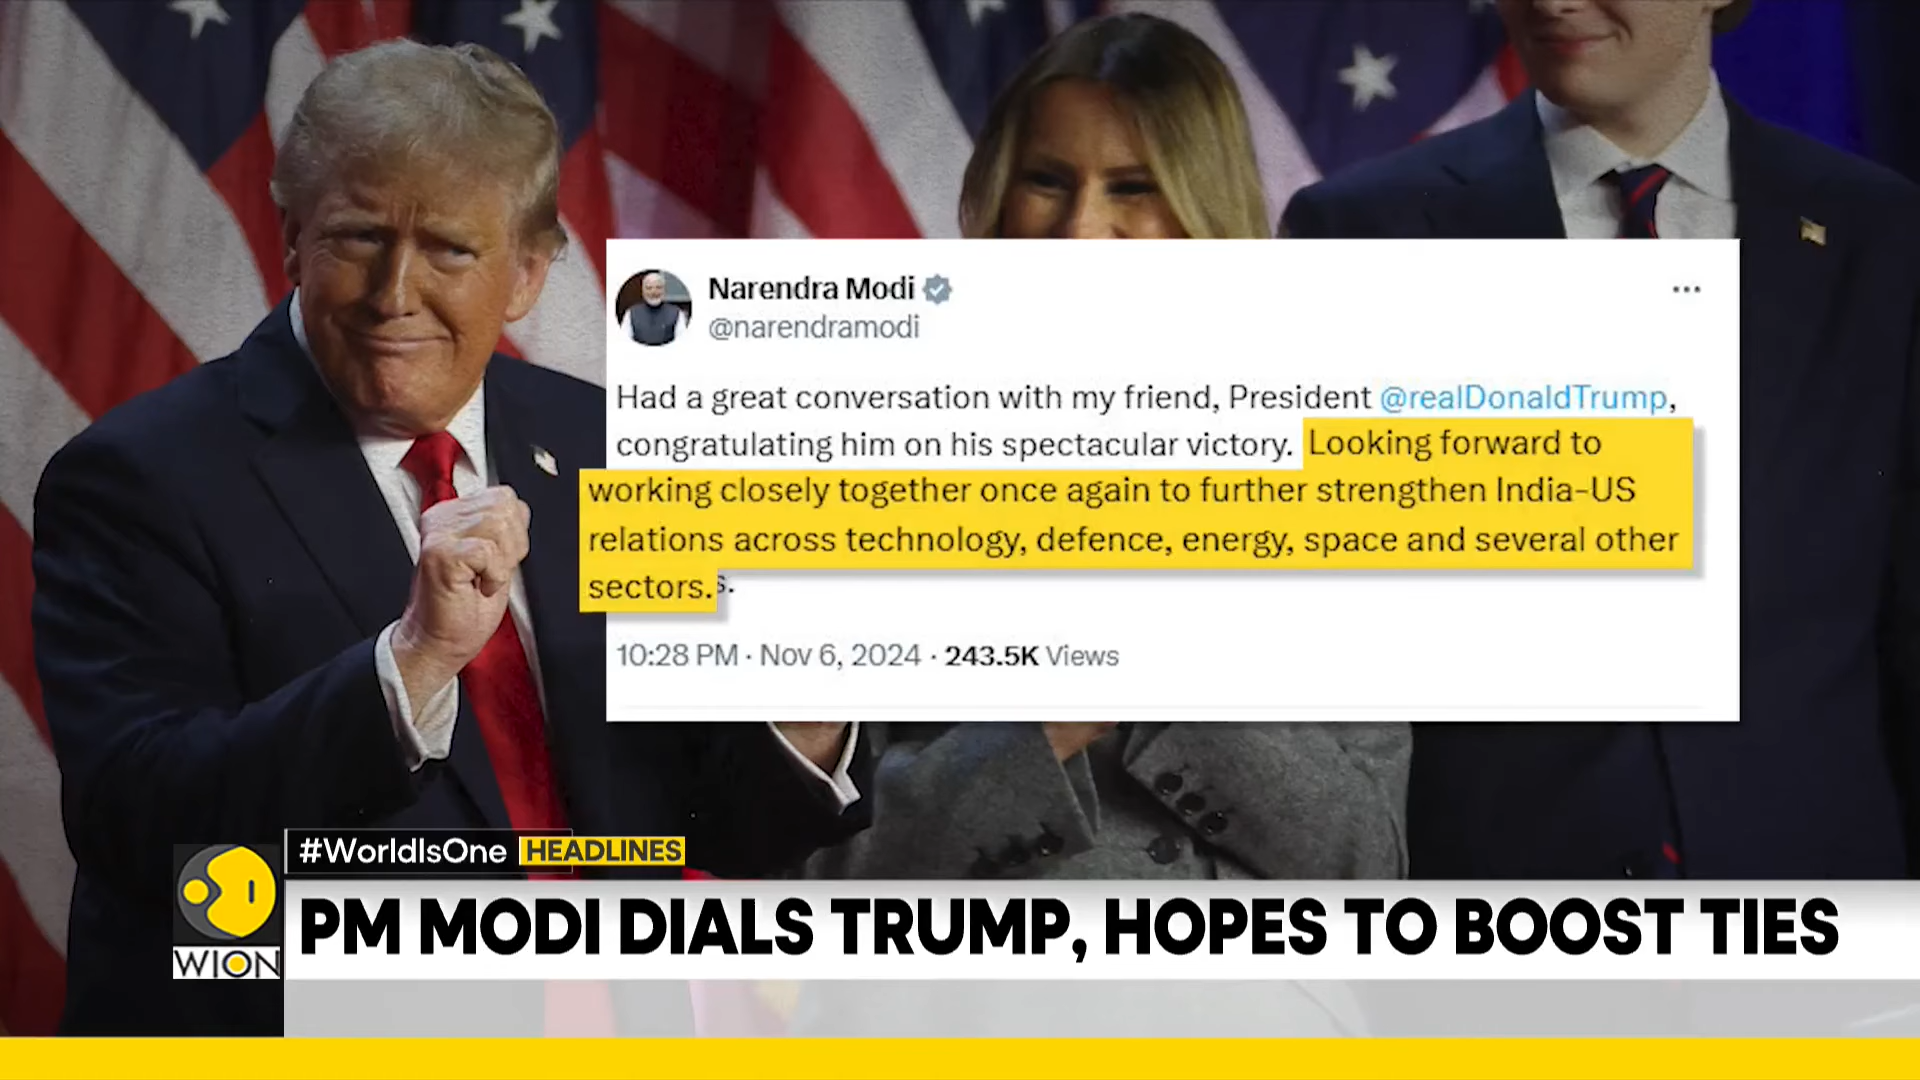 Narendra Modi
@narendramodi
Had a great conversation with my friend, President @realDonaldTrump,
congratulating him on his spectacular victory. Looking forward to
working closely together once again to further strengthen India-US
relations across technology, defence, energy, space and several other
sectors.s.
10:28 PM · Nov 6, 2024 · 243.5K Views
#WorldIsOne HEADLINES
PM MODI DIALS TRUMP, HOPES TO BOOST TIES
WION